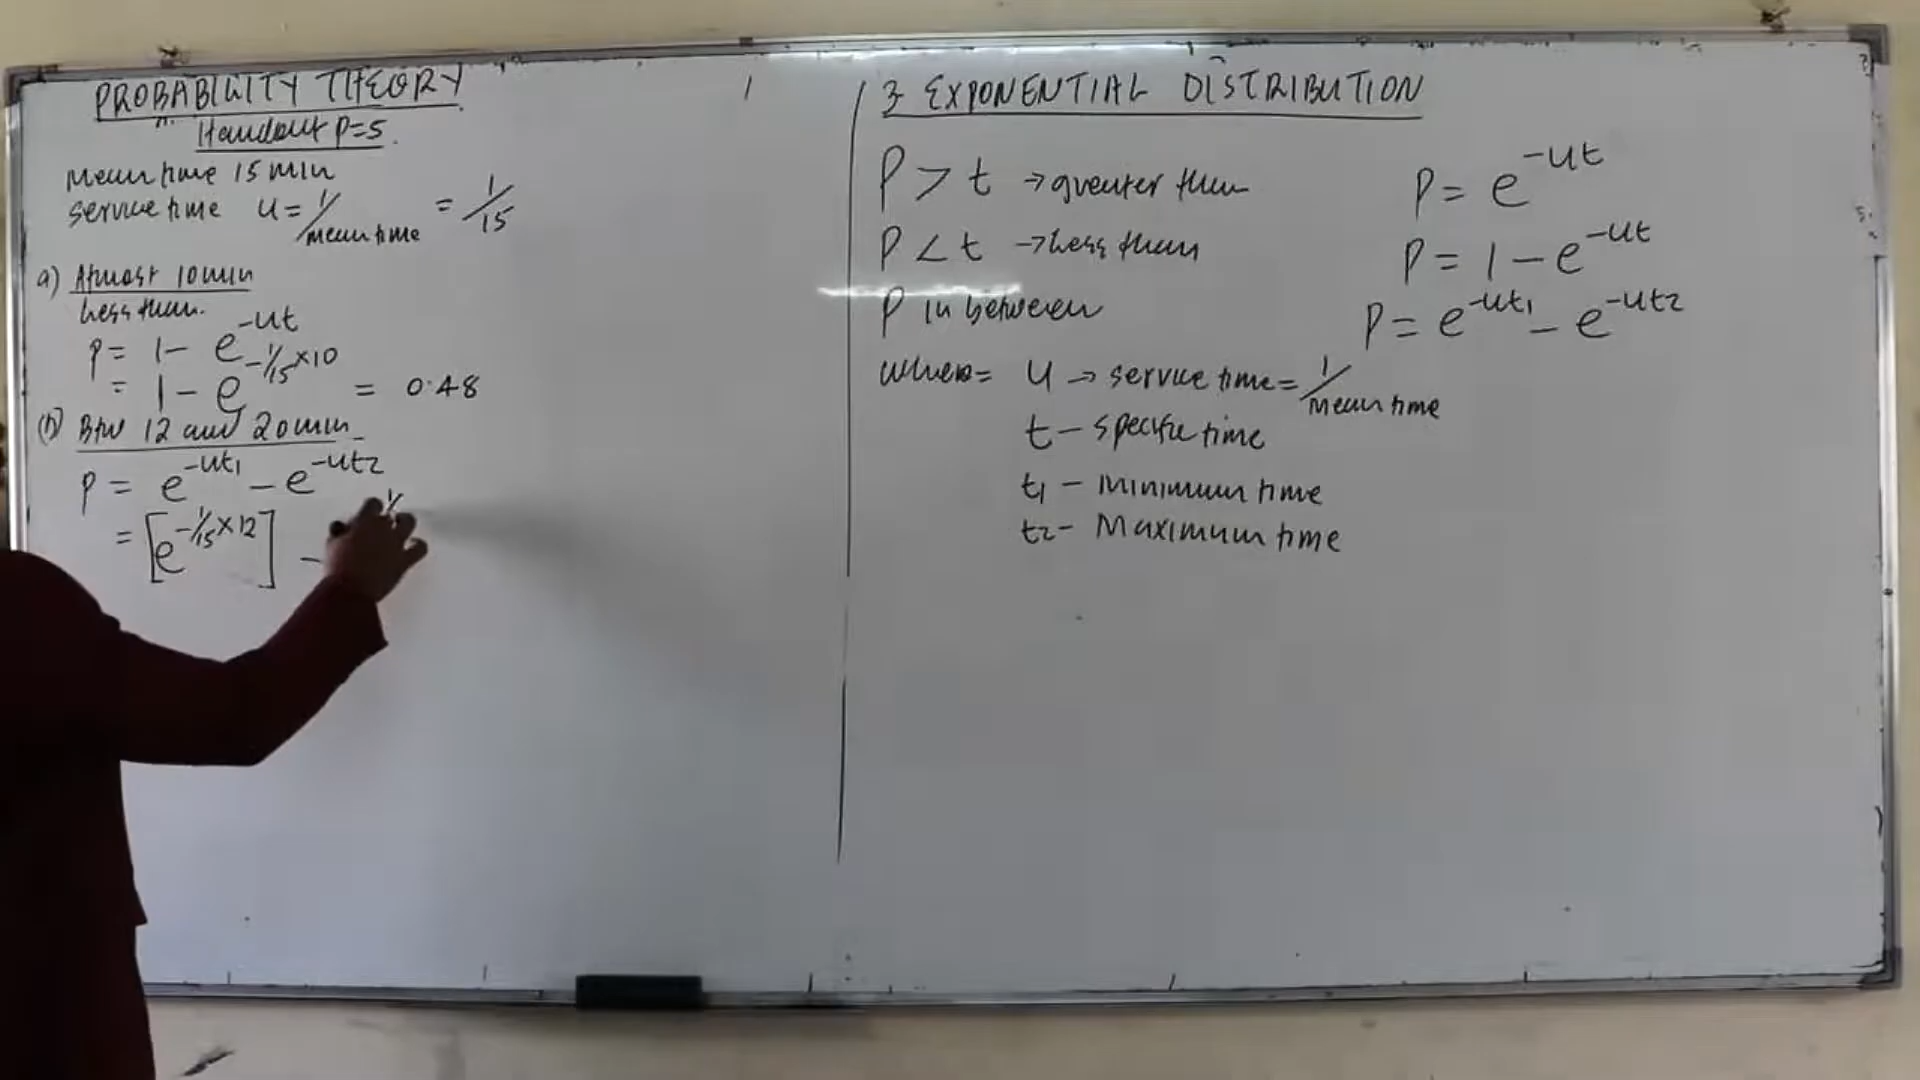 PROBABILITY THEORY
Handout P=5.
Mean time 15 min
service time u = 1/mean time = 1/15
a) Atmost 10min
Less than.
P = 1 - e^-ut
= 1 - e^-1/15×10 = 0.48
(b) Btw 12 and 20min
P = e^-ut1 - e^-ut2
= [e^-1/15×12] -
3 EXPONENTIAL DISTRIBUTION
P > t → greater than P = e^-ut
P < t → Less than P = 1 - e^-ut
P in between P = e^-ut1 - e^-ut2
where = u → service time = 1/Mean time
t - specific time
t1 - Minimum time
t2 - Maximum time